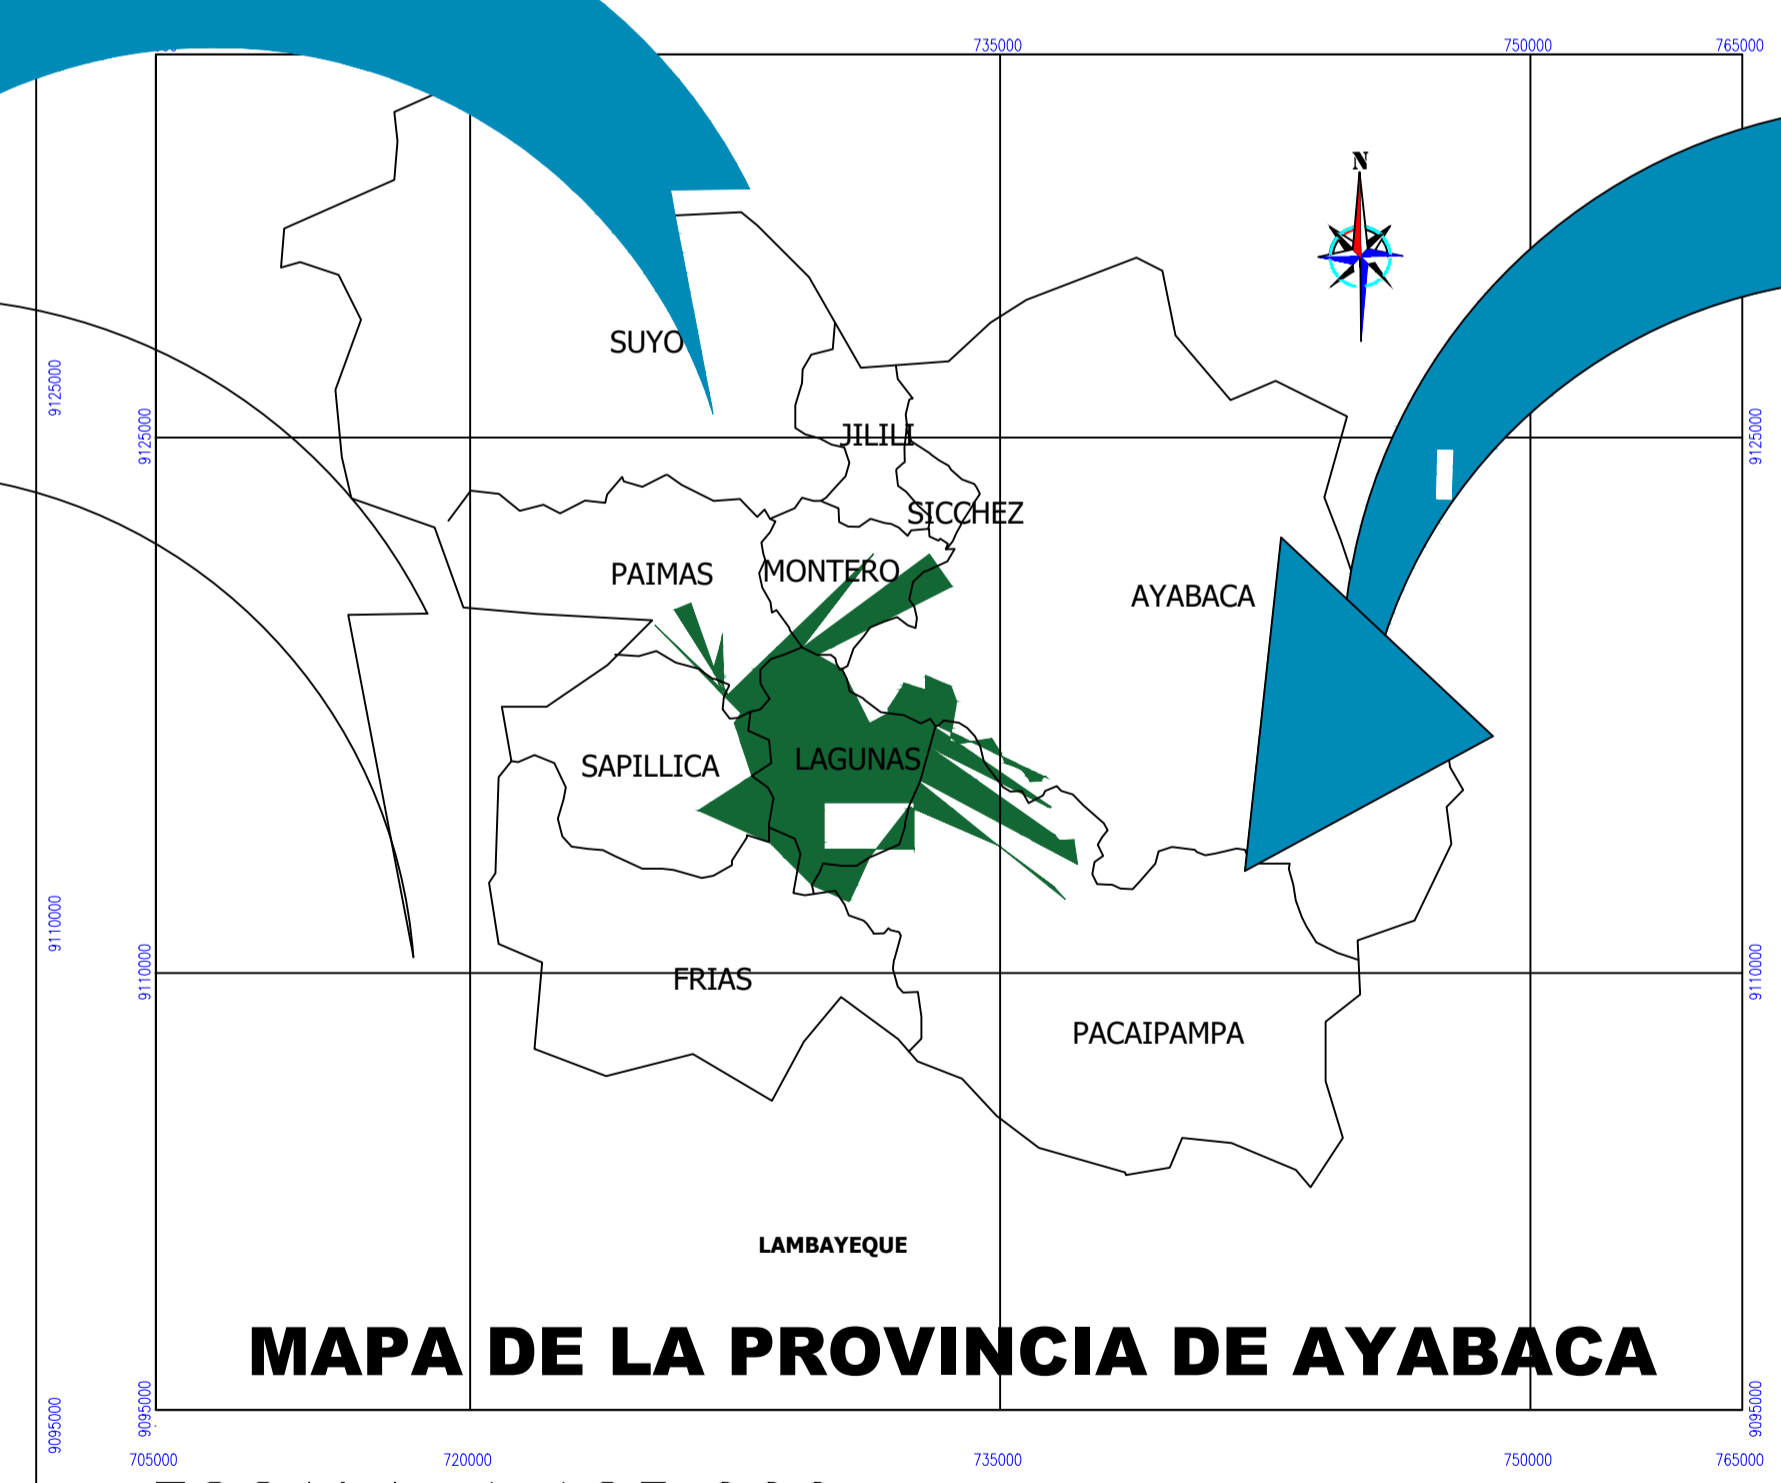 735000
750000
765000
N
SUYO
9125000
9125000
9125000
JILILI
SICCHEZ
PAIMAS
MONTERO
AYABACA
SAPILLICA
LAGUNAS
9110000
9110000
9110000
FRIAS
PACAIPAMPA
LAMBAYEQUE
MAPA DE LA PROVINCIA DE AYABACA
9095000
9095000
9095000
705000
720000
735000
750000
765000